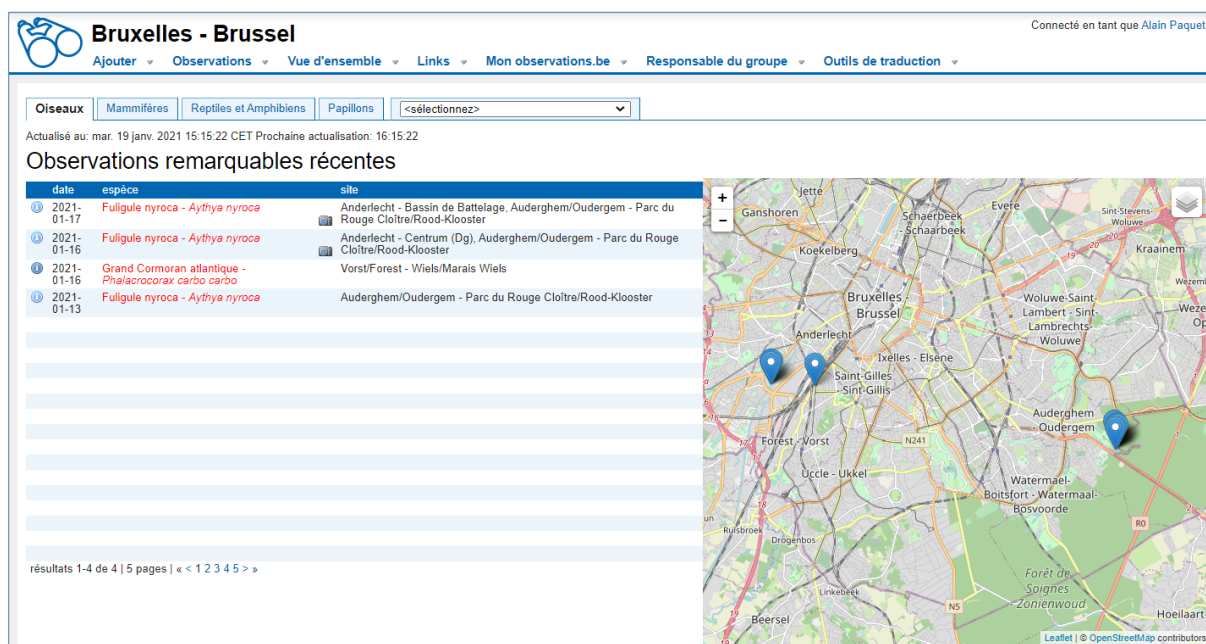 Bruxelles - Brussel
Connecté en tant que Alain Paquet
Ajouter Observations Vue d'ensemble Links Mon observations.be Responsable du groupe Outils de traduction
Oiseaux Mammifères Reptiles et Amphibiens Papillons <sélectionnez>
Actualisé au: mar. 19 janv. 2021 15:15:22 CET Prochaine actualisation: 16:15:22
Observations remarquables récentes
date espèce site
2021-01-17 Fuligule nyroca - Aythya nyroca Anderlecht - Bassin de Battelage, Auderghem/Oudergem - Parc du
Rouge Cloître/Rood-Klooster
2021-01-16 Fuligule nyroca - Aythya nyroca Anderlecht - Centrum (Dg), Auderghem/Oudergem - Parc du Rouge
Cloître/Rood-Klooster
2021-01-16 Grand Cormoran atlantique - Vorst/Forest - Wiels/Marais Wiels
Phalacrocorax carbo carbo
2021-01-13 Fuligule nyroca - Aythya nyroca Auderghem/Oudergem - Parc du Rouge Cloître/Rood-Klooster
résultats 1-4 de 4 | 5 pages | « < 1 2 3 4 5 > »
+
−
Jette
Ganshoren
Schaerbeek
- Schaarbeek
Evere
Sint-Stevens-
Woluwe
Koekelberg
Kraainem
Bruxelles -
Brussel
Woluwe-Saint-
Lambert - Sint-
Lambrechts-
Woluwe
Anderlecht
Ixelles - Elsene
Saint-Gilles
- Sint-Gillis
Auderghem
- Oudergem
Forest - Vorst
N241
Uccle - Ukkel
Watermael-
Boitsfort - Watermaal-
Bosvoorde
R0
Ruisbroek
Drogenbos
Linkebeek
Forêt de
Soignes
- Zoniënwoud
N5
Hoeilaart
Beersel
Leaflet | © OpenStreetMap contributors